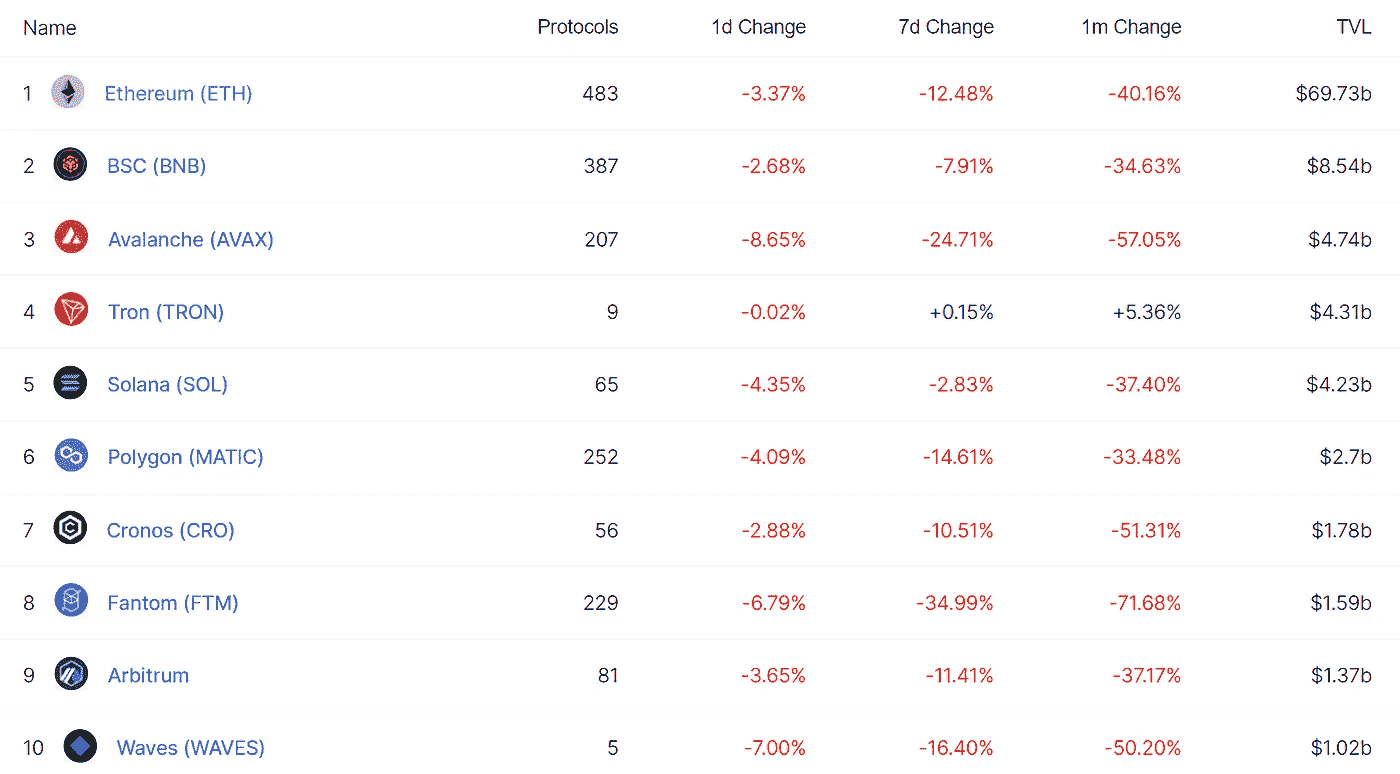 Name Protocols 1d Change 7d Change 1m Change TVL
1 Ethereum (ETH) 483 -3.37% -12.48% -40.16% $69.73b
2 BSC (BNB) 387 -2.68% -7.91% -34.63% $8.54b
3 Avalanche (AVAX) 207 -8.65% -24.71% -57.05% $4.74b
4 Tron (TRON) 9 -0.02% +0.15% +5.36% $4.31b
5 Solana (SOL) 65 -4.35% -2.83% -37.40% $4.23b
6 Polygon (MATIC) 252 -4.09% -14.61% -33.48% $2.7b
7 Cronos (CRO) 56 -2.88% -10.51% -51.31% $1.78b
8 Fantom (FTM) 229 -6.79% -34.99% -71.68% $1.59b
9 Arbitrum 81 -3.65% -11.41% -37.17% $1.37b
10 Waves (WAVES) 5 -7.00% -16.40% -50.20% $1.02b